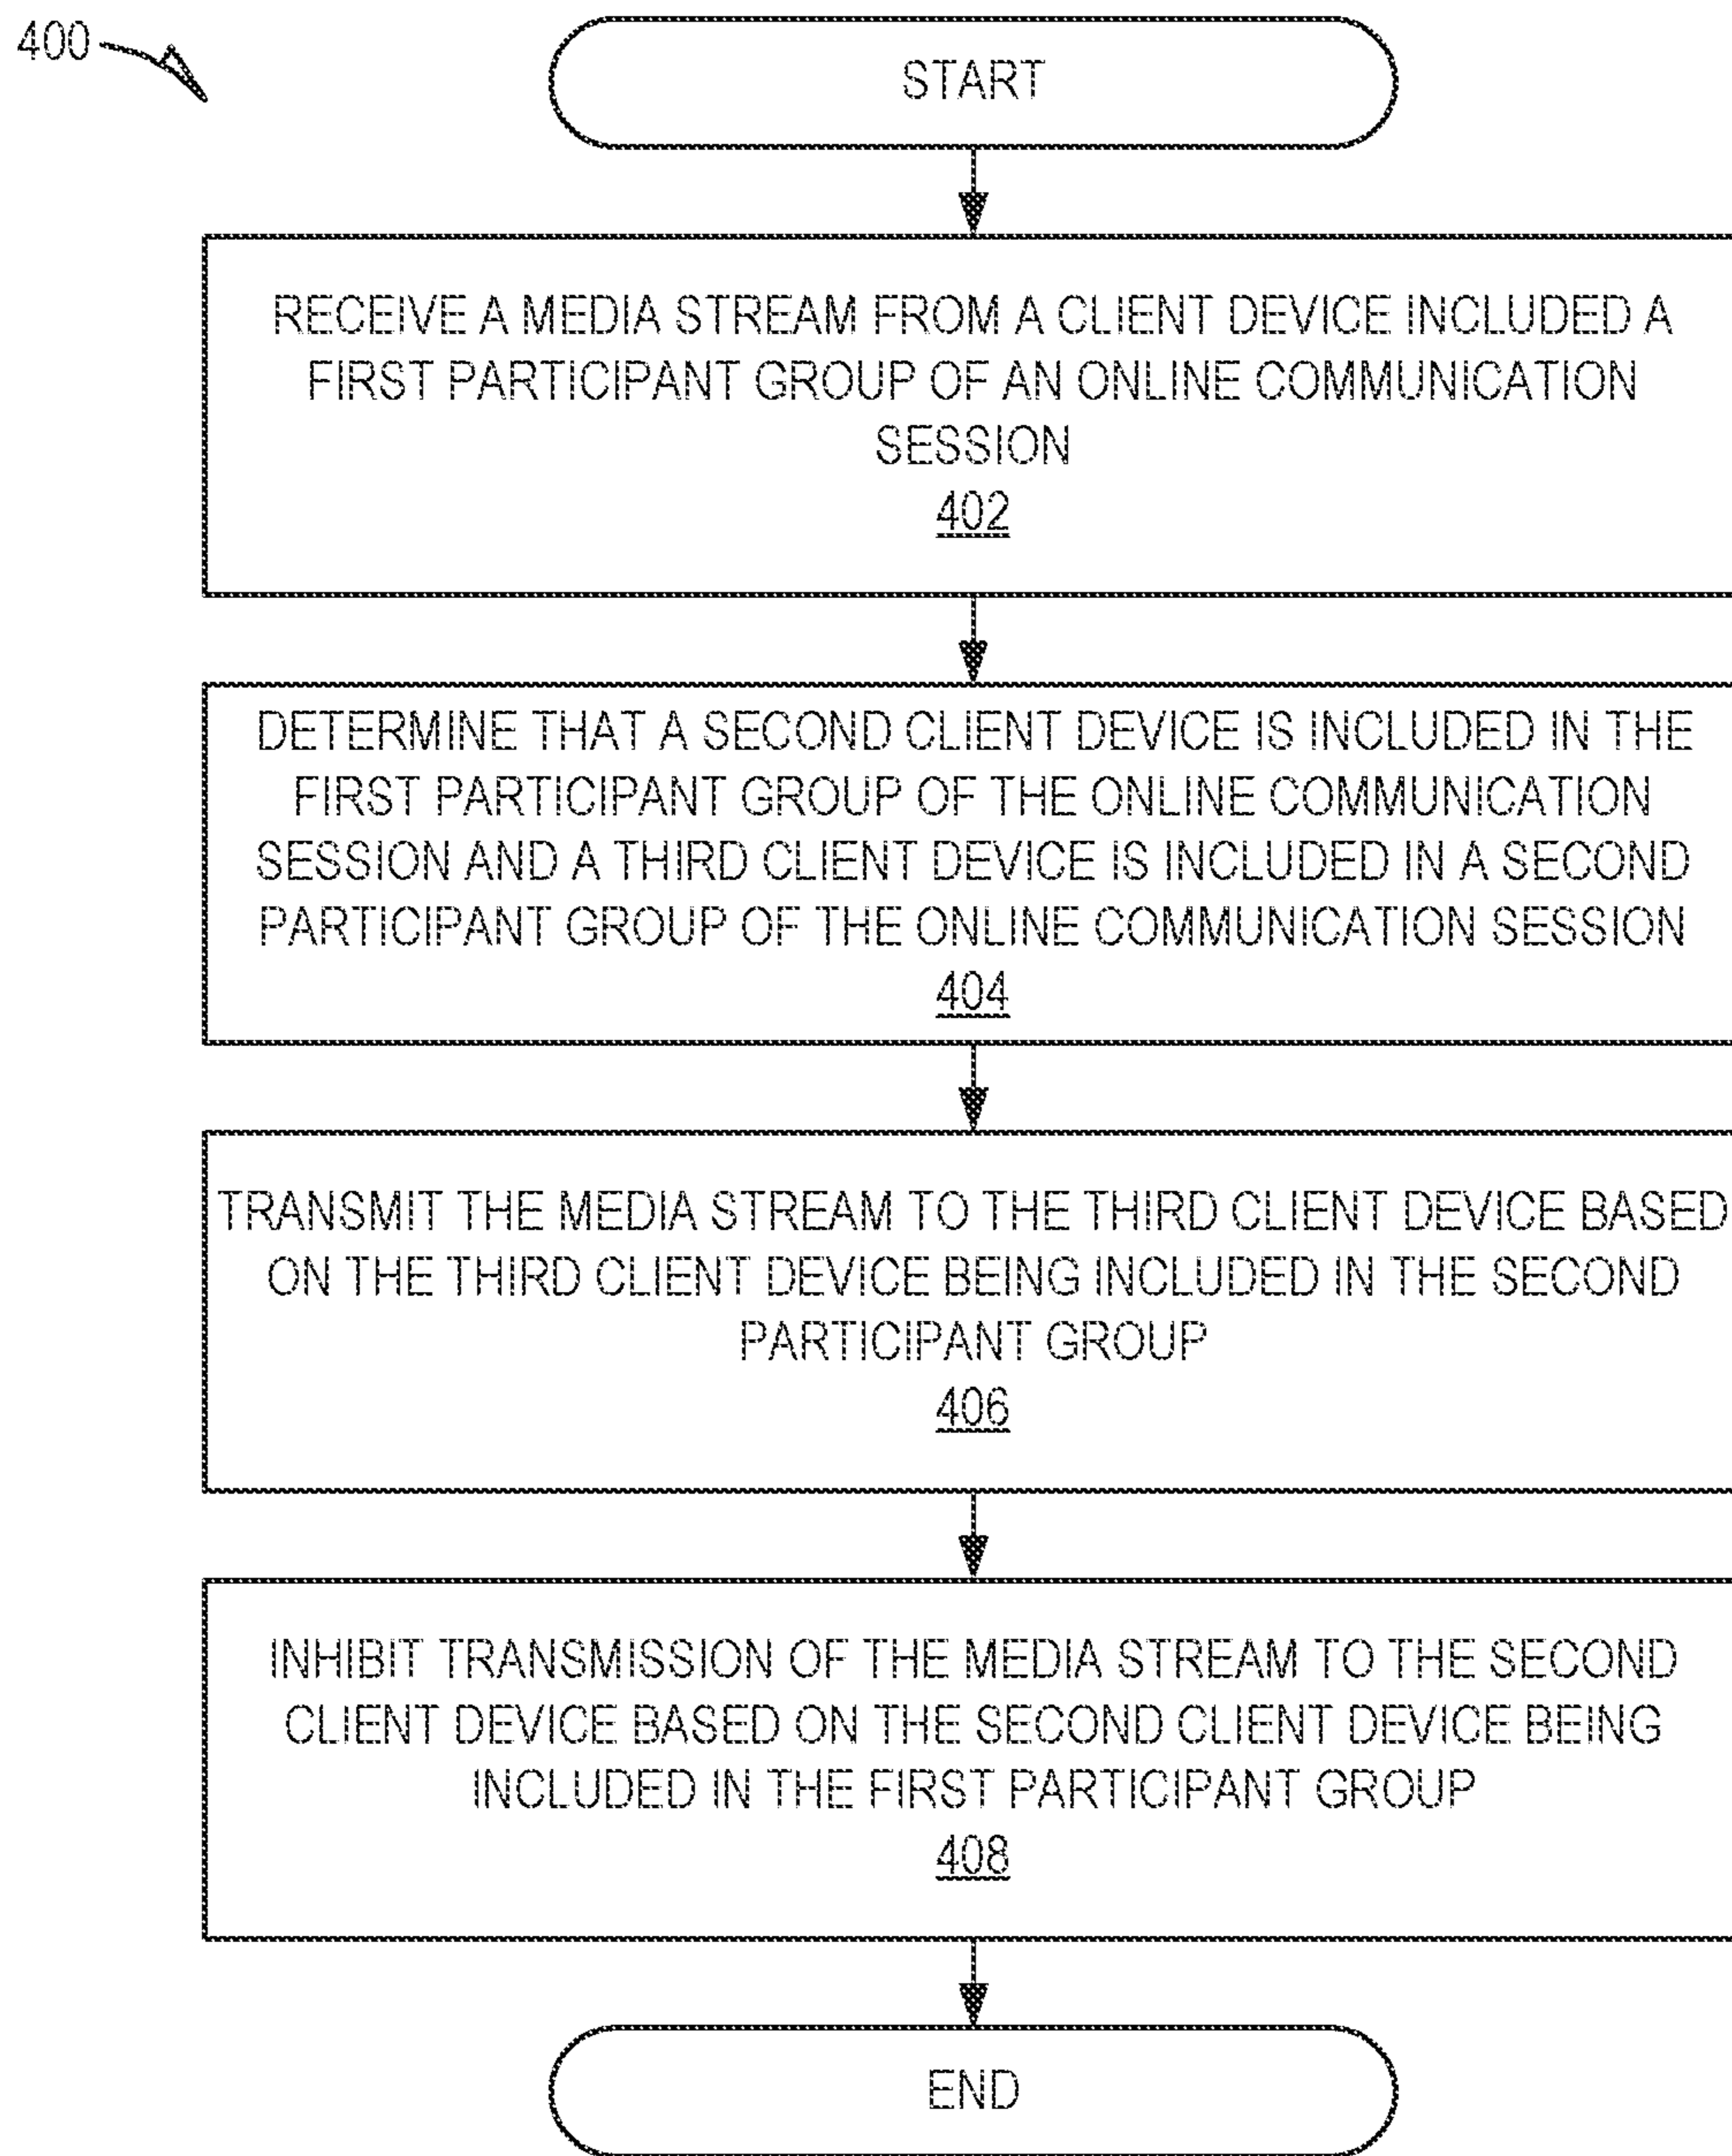 400
START
RECEIVE A MEDIA STREAM FROM A CLIENT DEVICE INCLUDED A
FIRST PARTICIPANT GROUP OF AN ONLINE COMMUNICATION
SESSION
402
DETERMINE THAT A SECOND CLIENT DEVICE IS INCLUDED IN THE
FIRST PARTICIPANT GROUP OF THE ONLINE COMMUNICATION
SESSION AND A THIRD CLIENT DEVICE IS INCLUDED IN A SECOND
PARTICIPANT GROUP OF THE ONLINE COMMUNICATION SESSION
404
TRANSMIT THE MEDIA STREAM TO THE THIRD CLIENT DEVICE BASED
ON THE THIRD CLIENT DEVICE BEING INCLUDED IN THE SECOND
PARTICIPANT GROUP
406
INHIBIT TRANSMISSION OF THE MEDIA STREAM TO THE SECOND
CLIENT DEVICE BASED ON THE SECOND CLIENT DEVICE BEING
INCLUDED IN THE FIRST PARTICIPANT GROUP
408
END